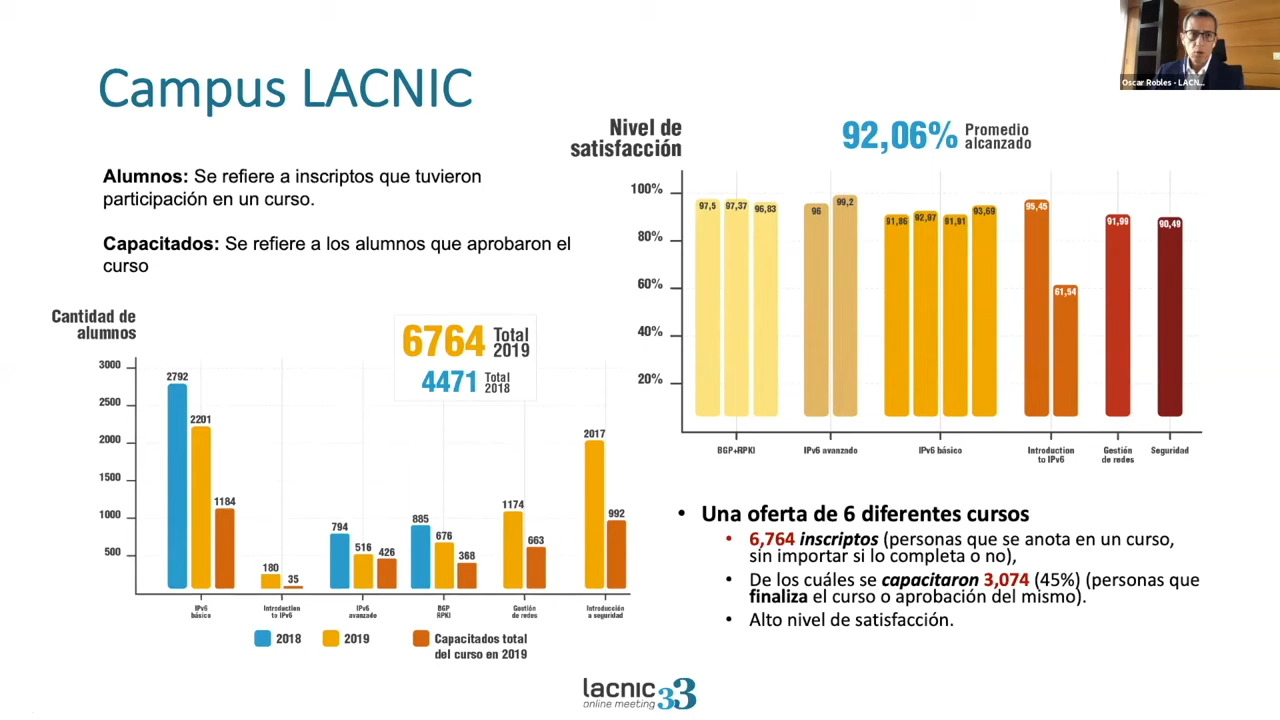 Campus LACNIC
Oscar Robles - LACN...
Alumnos: Se refiere a inscriptos que tuvieron
participación en un curso.
Capacitados: Se refiere a los alumnos que aprobaron el
curso
Cantidad de
alumnos
6764 Total
2019
4471 Total
2018
3000
2500
2000
1500
1000
500
2792
2201
1184
180
35
794
516
426
885
676
368
1174
663
2017
992
IPv6
básico
Introduction
to IPv6
IPv6
avanzado
BGP
RPKI
Gestión
de redes
Introducción
a seguridad
2018
2019
Capacitados total
del curso en 2019
Nivel de
satisfacción
92,06% Promedio
alcanzado
100%
80%
60%
40%
20%
97,5
97,37
96,83
96
99,2
91,86
92,97
91,91
93,69
95,45
61,54
91,99
90,49
BGP+RPKI
IPv6 avanzado
IPv6 básico
Introduction
to IPv6
Gestión
de redes
Seguridad
• Una oferta de 6 diferentes cursos
• 6,764 inscriptos (personas que se anota en un curso,
sin importar si lo completa o no),
• De los cuáles se capacitaron 3,074 (45%) (personas que
finaliza el curso o aprobación del mismo).
• Alto nivel de satisfacción.
lacnic 33
online meeting